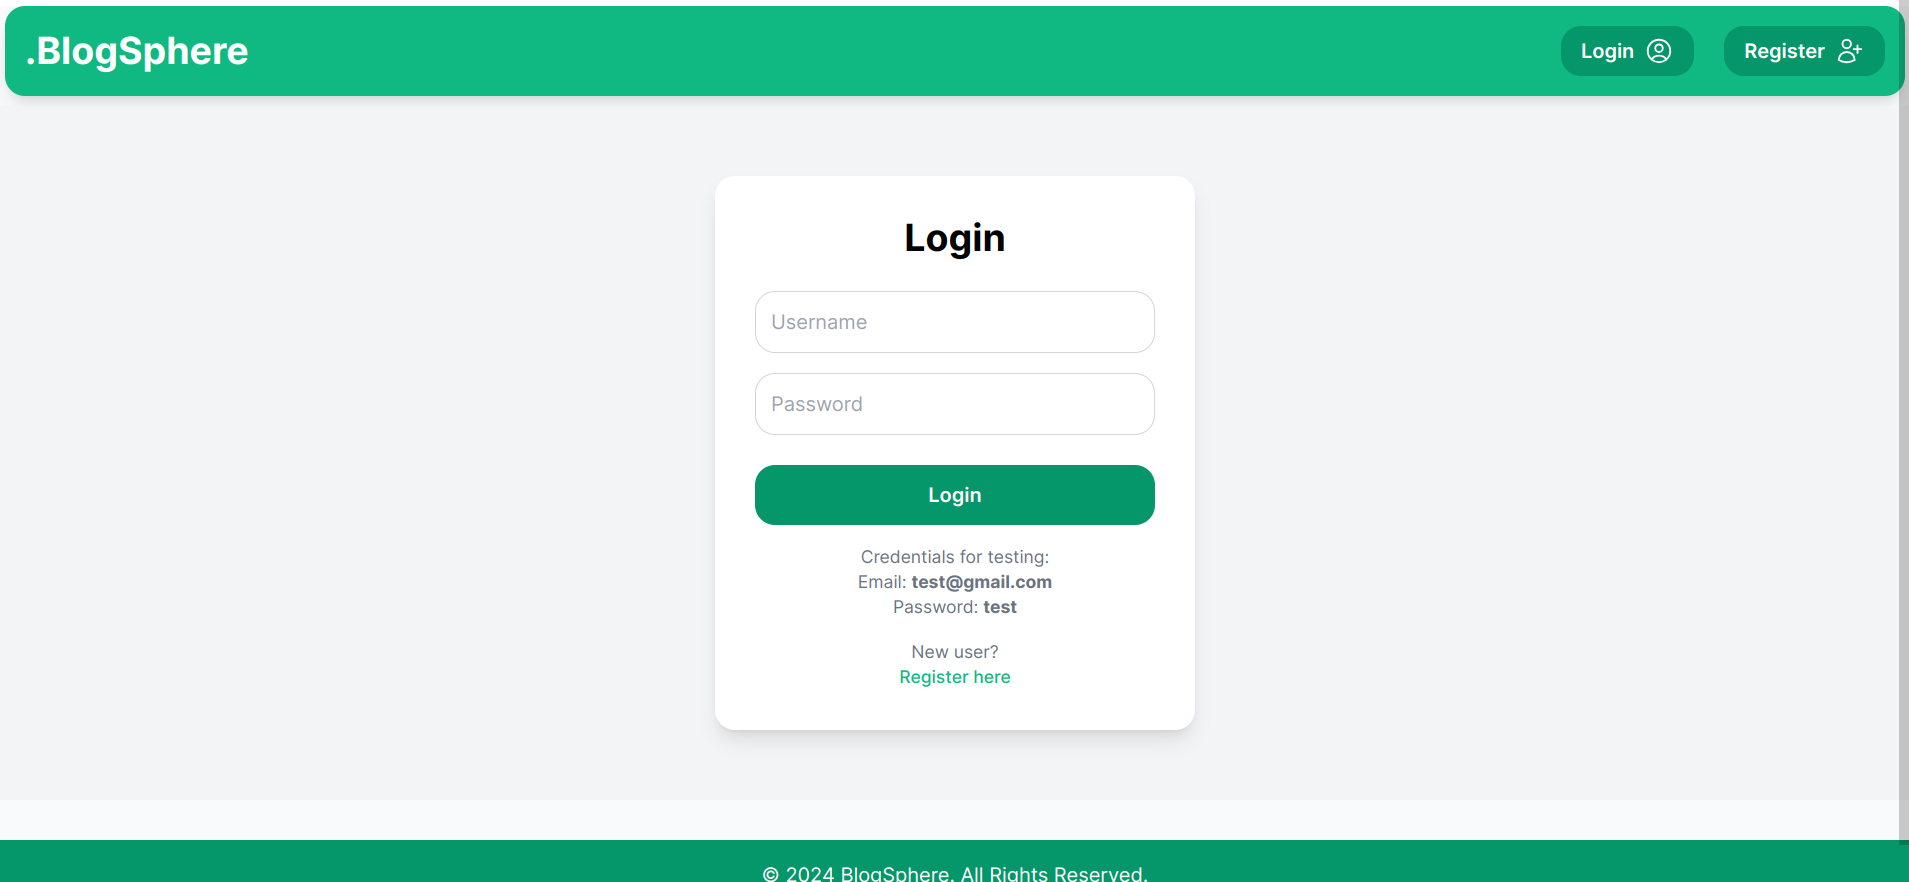 .BlogSphere
Login
Register
Login
Username
Password
Login
Credentials for testing:
Email: test@gmail.com
Password: test
New user?
Register here
© 2024 BlogSphere. All Rights Reserved.